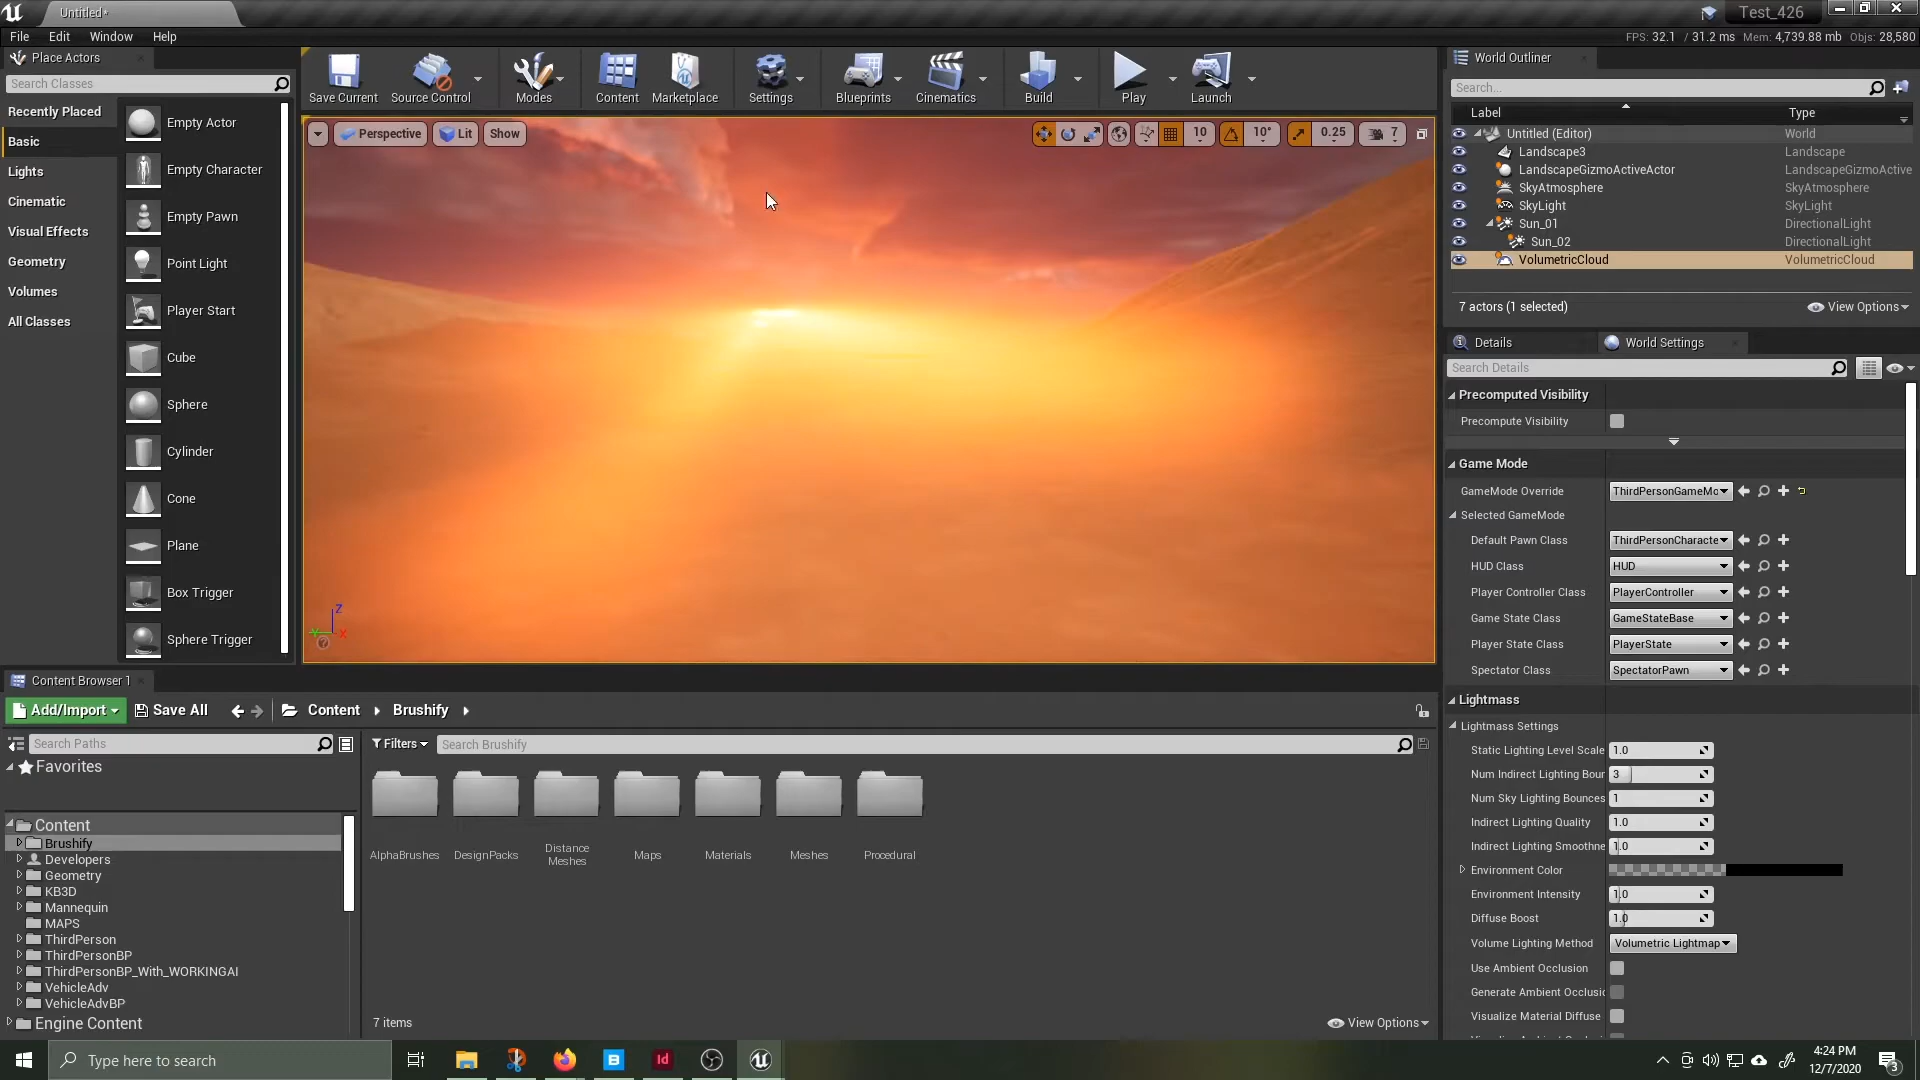 Untitled*
Test_426
File Edit Window Help
FPS: 32.1 / 31.2 ms Mem: 4,739.88 mb Objs: 28,580
Place Actors
Search Classes
Recently Placed
Basic
Lights
Cinematic
Visual Effects
Geometry
Volumes
All Classes
Empty Actor
Empty Character
Empty Pawn
Point Light
Player Start
Cube
Sphere
Cylinder
Cone
Plane
Box Trigger
Sphere Trigger
Save Current Source Control Modes Content Marketplace Settings Blueprints Cinematics Build Play Launch
Perspective Lit Show 10 10° 0.25 7
Z
X
World Outliner
Search...
Label Type
Untitled (Editor) World
Landscape3 Landscape
LandscapeGizmoActiveActor LandscapeGizmoActive
SkyAtmosphere SkyAtmosphere
SkyLight SkyLight
Sun_01 DirectionalLight
Sun_02 DirectionalLight
VolumetricCloud VolumetricCloud
7 actors (1 selected) View Options
Details World Settings
Search Details
Precomputed Visibility
Precompute Visibility
Game Mode
GameMode Override ThirdPersonGameMo
Selected GameMode
Default Pawn Class ThirdPersonCharacte
HUD Class HUD
Player Controller Class PlayerController
Game State Class GameStateBase
Player State Class PlayerState
Spectator Class SpectatorPawn
Lightmass
Lightmass Settings
Static Lighting Level Scale 1.0
Num Indirect Lighting Boun 3
Num Sky Lighting Bounces 1
Indirect Lighting Quality 1.0
Indirect Lighting Smoothne 1.0
Environment Color
Environment Intensity 1.0
Diffuse Boost 1.0
Volume Lighting Method Volumetric Lightmap
Use Ambient Occlusion
Generate Ambient Occlusio
Visualize Material Diffuse
Content Browser 1
Add/Import Save All Content Brushify
Search Paths
Filters Search Brushify
Favorites
Content
Brushify
Developers
Geometry
KB3D
Mannequin
MAPS
ThirdPerson
ThirdPersonBP
ThirdPersonBP_With_WORKINGAI
VehicleAdv
VehicleAdvBP
Engine Content
AlphaBrushes DesignPacks Distance Meshes Maps Materials Meshes Procedural
7 items View Options
Type here to search
Id
4:24 PM
12/7/2020
3